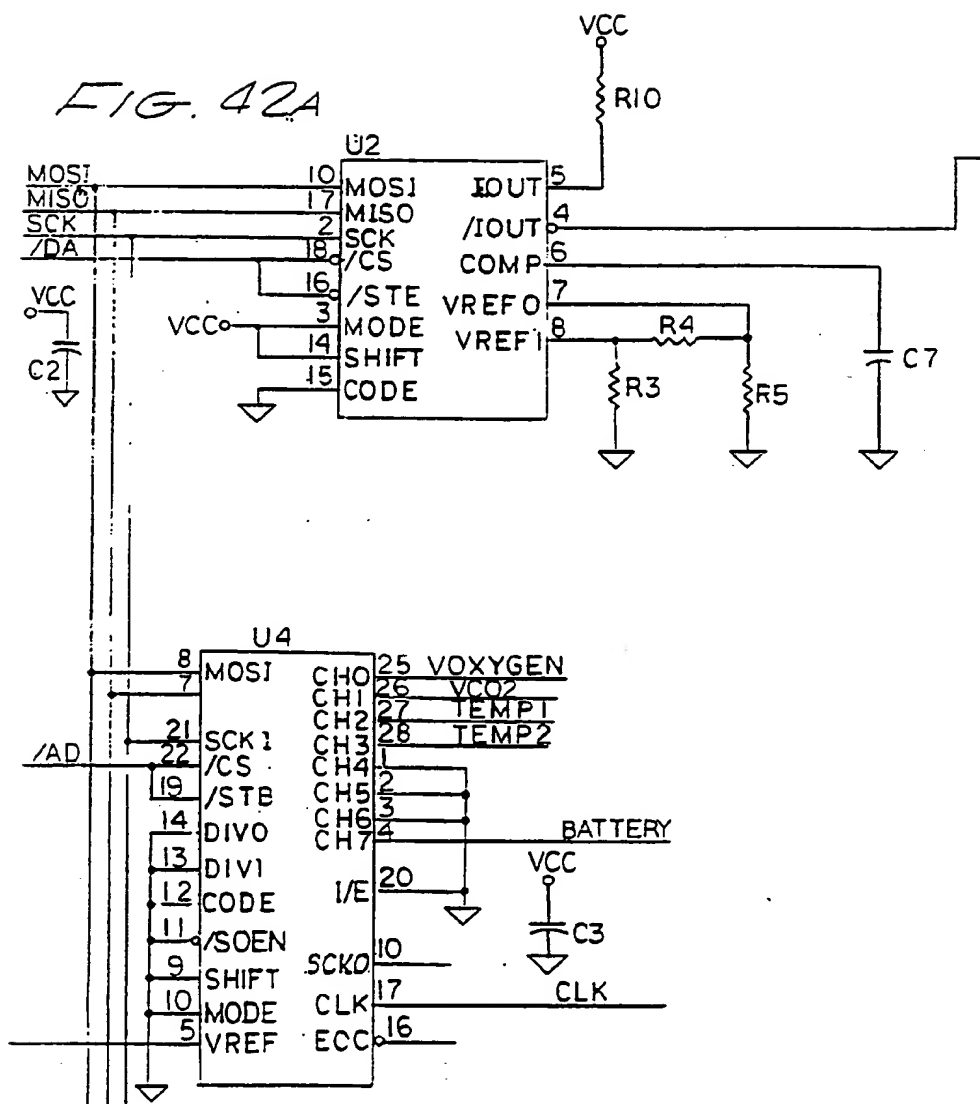 FIG. 42A
VCC
R10
U2
MOSI 10 MOSI
MISO 17 MISO
SCK 2 SCK
/DA 18 /CS
16 /STE
VCC 3 MODE
14 SHIFT
15 CODE
IOUT 5
/IOUT 4
COMP 6
VREFO 7
VREFI 8
R4
R3
R5
C7
VCC
C2
U4
8 MOSI
7
21 SCK1
/AD 22 /CS
19 /STB
14 DIV0
13 DIV1
12 CODE
11 /SOEN
9 SHIFT
10 MODE
5 VREF
CH0 25 VOXYGEN
CH1 26 VCO2
CH2 27 TEMP1
CH3 28 TEMP2
CH4 1
CH5 2
CH6 3
CH7 4 BATTERY
I/E 20
VCC
C3
SCKO 10
CLK 17 CLK
ECC 16